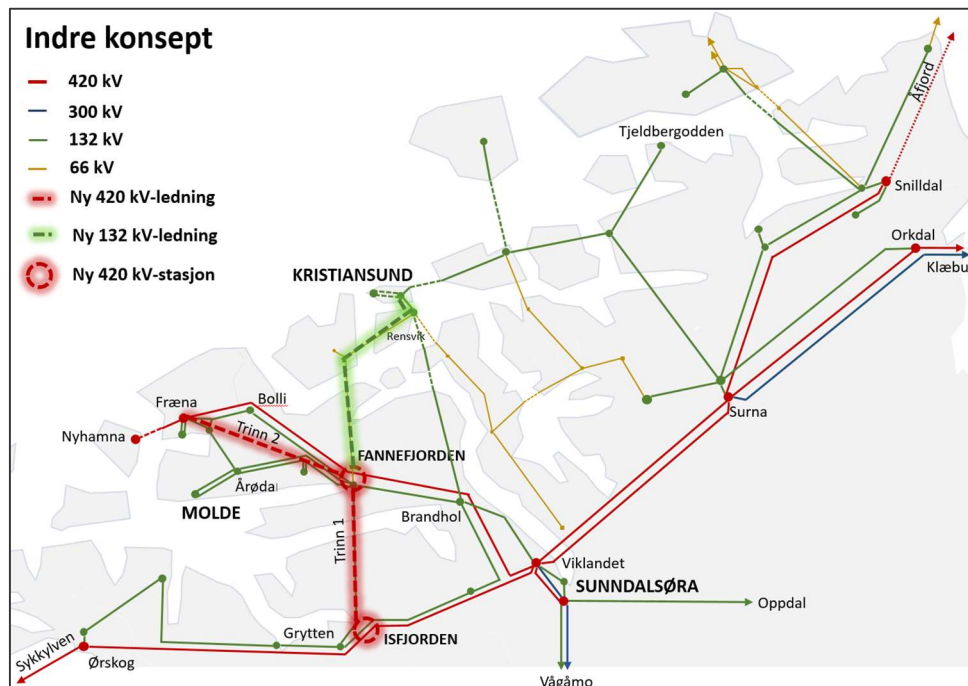 Indre konsept
420 kV
300 kV
132 kV
66 kV
Ny 420 kV-ledning
Ny 132 kV-ledning
Ny 420 kV-stasjon
Åfjord
Tjeldbergodden
Snilldal
Orkdal
Klæbu
KRISTIANSUND
Rensvik
Fræna
Bolli
Surna
Nyhamna
Trinn 2
FANNEFJORDEN
Årøda
MOLDE
Brandhol
Trinn 1
Viklandet
SUNNDALSØRA
Oppdal
Grytten
ISFJORDEN
Sykkylven
Ørskog
Vågåmo